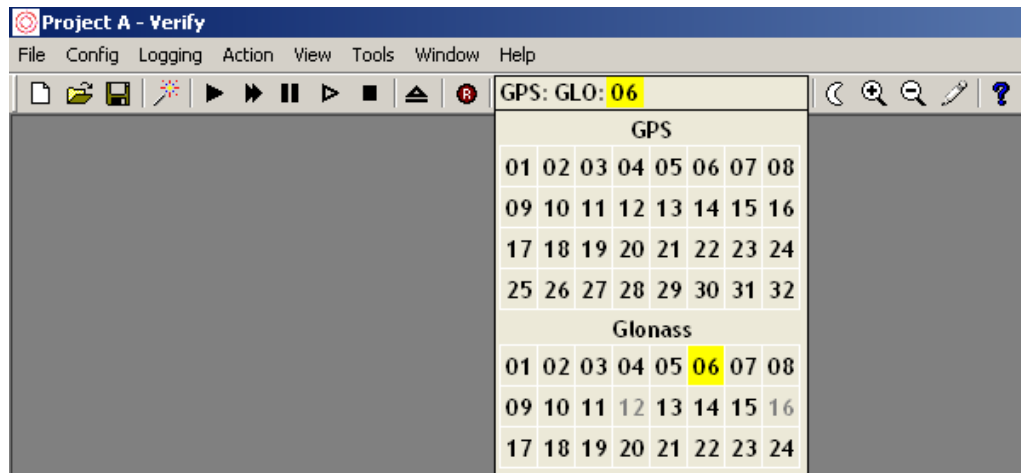 Project A - Verify
File Config Logging Action View Tools Window Help
R GPS: GLO: 06 ?
GPS
01 02 03 04 05 06 07 08
09 10 11 12 13 14 15 16
17 18 19 20 21 22 23 24
25 26 27 28 29 30 31 32
Glonass
01 02 03 04 05 06 07 08
09 10 11 12 13 14 15 16
17 18 19 20 21 22 23 24